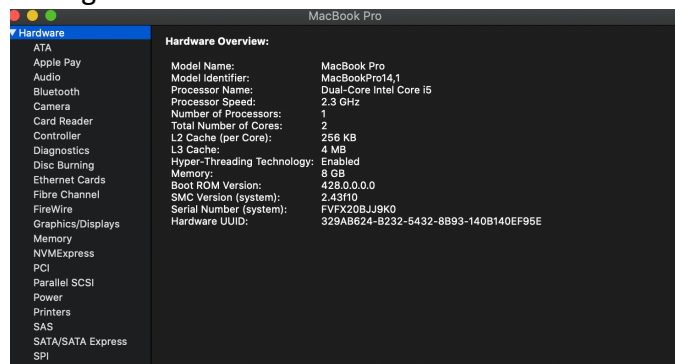 MacBook Pro
Hardware
ATA
Apple Pay
Audio
Bluetooth
Camera
Card Reader
Controller
Diagnostics
Disc Burning
Ethernet Cards
Fibre Channel
FireWire
Graphics/Displays
Memory
NVMExpress
PCI
Parallel SCSI
Power
Printers
SAS
SATA/SATA Express
SPI
Hardware Overview:
Model Name: MacBook Pro
Model Identifier: MacBookPro14,1
Processor Name: Dual-Core Intel Core i5
Processor Speed: 2.3 GHz
Number of Processors: 1
Total Number of Cores: 2
L2 Cache (per Core): 256 KB
L3 Cache: 4 MB
Hyper-Threading Technology: Enabled
Memory: 8 GB
Boot ROM Version: 428.0.0.0.0
SMC Version (system): 2.43f10
Serial Number (system): FVFX20BJJ9K0
Hardware UUID: 329AB624-B232-5432-8B93-140B140EF95E